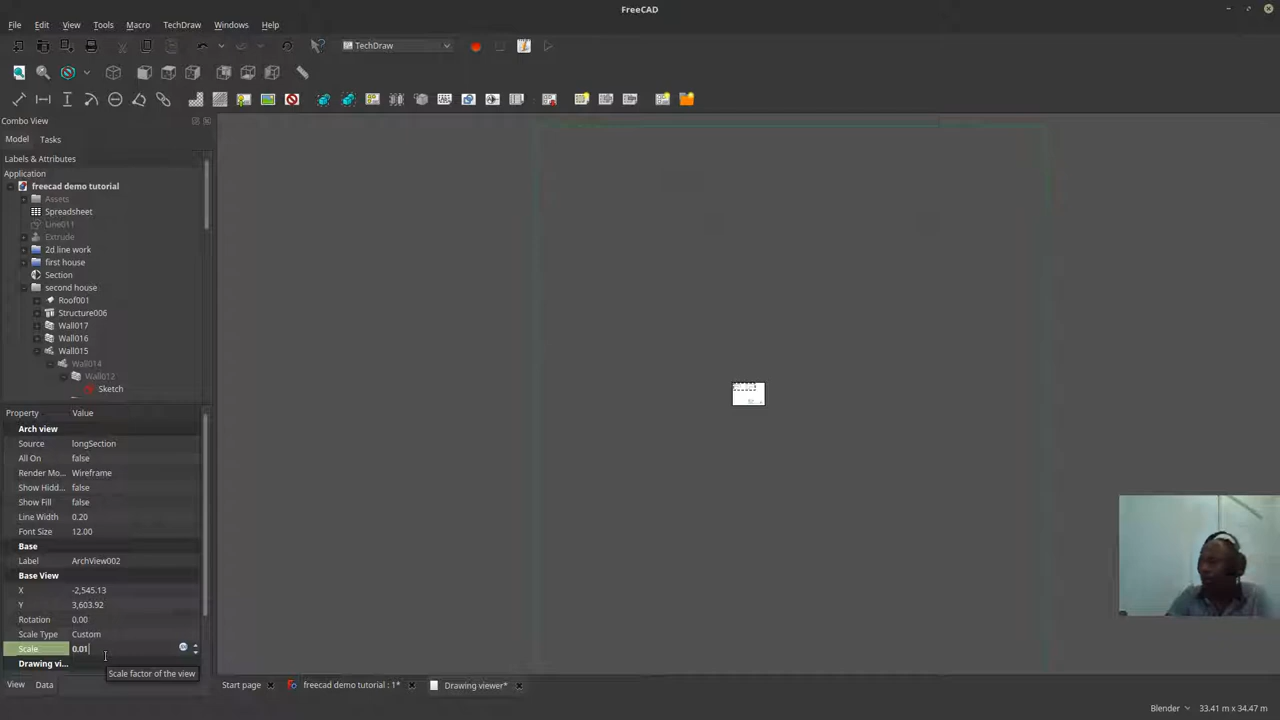 FreeCAD
File Edit View Tools Macro TechDraw Windows Help
TechDraw
Combo View
Model Tasks
Labels & Attributes
Application
freecad demo tutorial
Assets
Spreadsheet
Line011
Extrude
2d line work
first house
Section
second house
Roof001
Structure006
Wall017
Wall016
Wall015
Wall014
Wall012
Sketch
Property Value
Arch view
Source longSection
All On false
Render Mo... Wireframe
Show Hidd... false
Show Fill false
Line Width 0.20
Font Size 12.00
Base
Label ArchView002
Base View
X -2,545.13
Y 3,603.92
Rotation 0.00
Scale Type Custom
Scale 0.01
Drawing vi...
Scale factor of the view
View Data
Start page freecad demo tutorial : 1* Drawing viewer*
Blender 33.41 m x 34.47 m